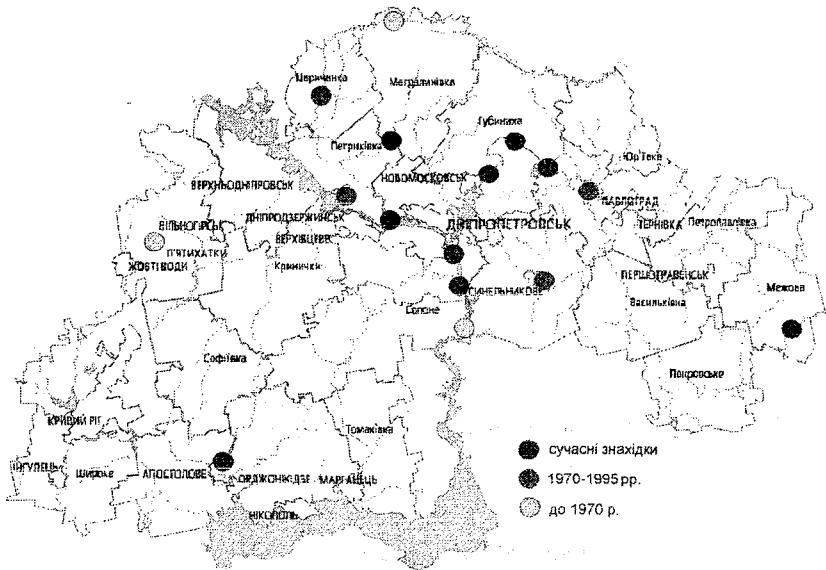 Царичанка
Магдалинівка
Губиниха
Петриківка
Юр'ївка
НОВОМОСКОВСЬК
ВЕРХНЬОДНІПРОВСЬК
ПАВЛОГРАД
ДНІПРОДЗЕРЖИНСЬК
ВІЛЬНОГІРСЬК
ДНІПРОПЕТРОВСЬК
ТЕРНІВКА
Петропавлівка
ВЕРХІВЦЕВЕ
П'ЯТИХАТКИ
ЖОВТІ ВОДИ
Кринички
ПЕРШОТРАВЕНСЬК
СИНЕЛЬНИКОВЕ
Межова
Васильківка
Солоне
Софіївка
Покровське
КРИВИЙ РІГ
Томаківка
сучасні знахідки
ІНГУЛЕЦЬ
Широке
АПОСТОЛОВЕ
ОРДЖОНІКІДЗЕ
МАРГАНЕЦЬ
1970-1995 рр.
до 1970 р.
НІКОПОЛЬ